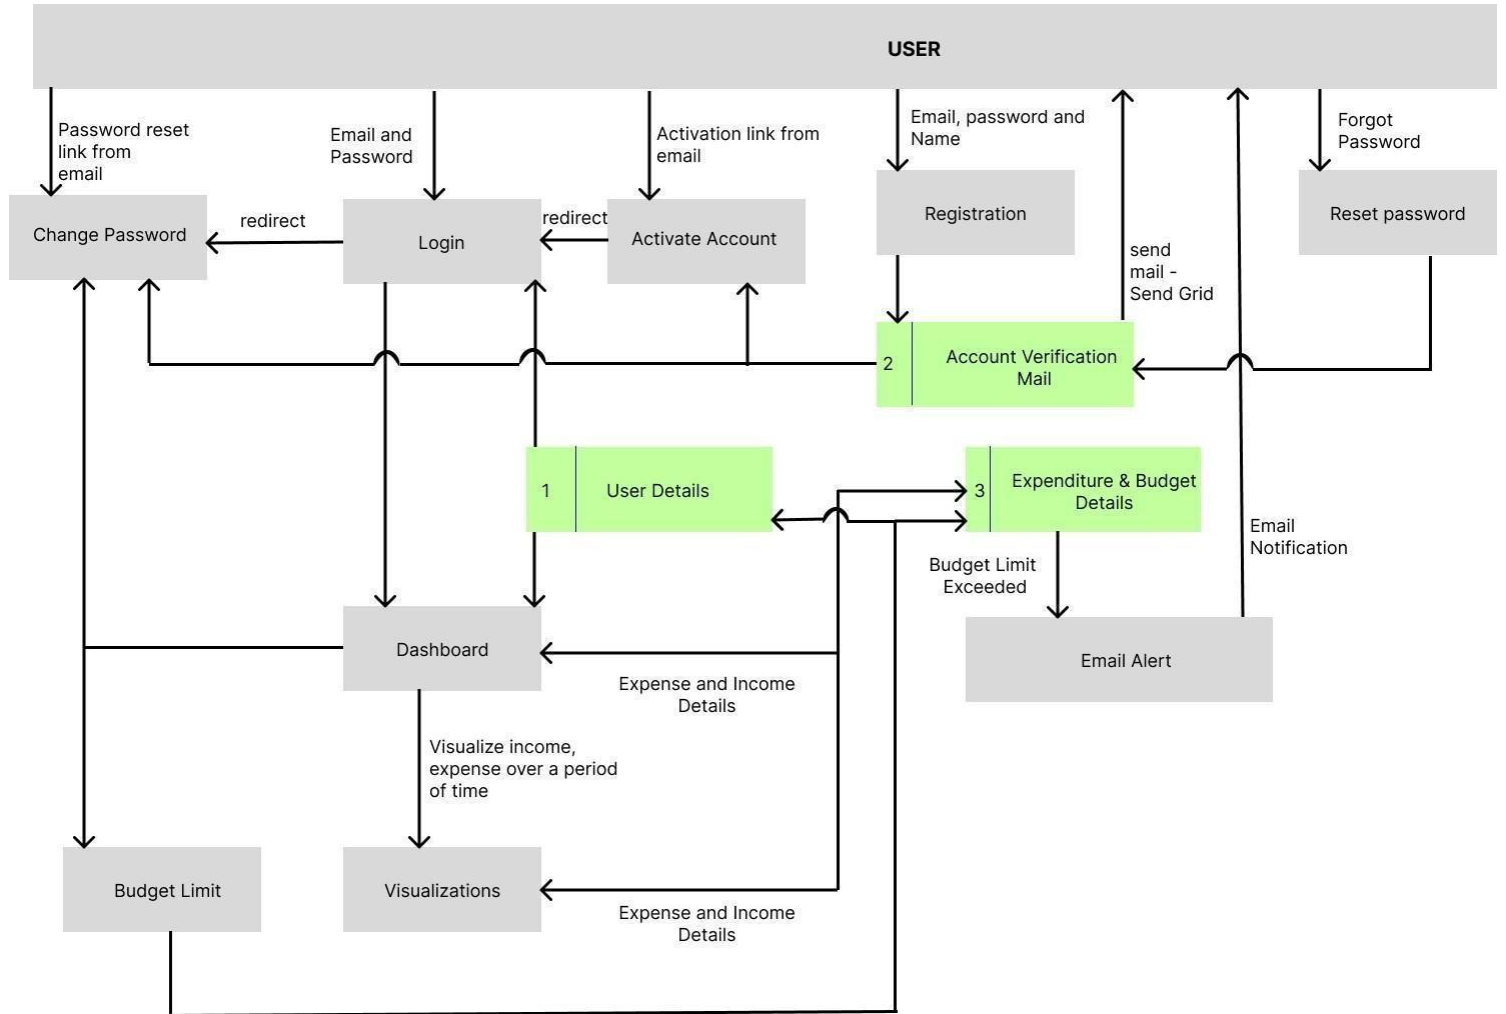 USER
Password reset
link from
email
Email and
Password
Activation link from
email
Email, password and
Name
Forgot
Password
Change Password
redirect
Login
redirect
Activate Account
Registration
Reset password
send
mail -
Send Grid
2
Account Verification
Mail
1
User Details
3
Expenditure & Budget
Details
Budget Limit
Exceeded
Email
Notification
Dashboard
Expense and Income
Details
Email Alert
Visualize income,
expense over a period
of time
Budget Limit
Visualizations
Expense and Income
Details